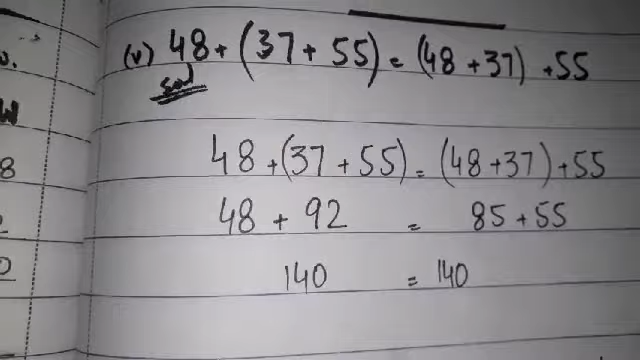 (v) 48 + (37 + 55) = (48 + 37) + 55
Sol
48 + (37 + 55) = (48 + 37) + 55
48 + 92 = 85 + 55
140 = 140